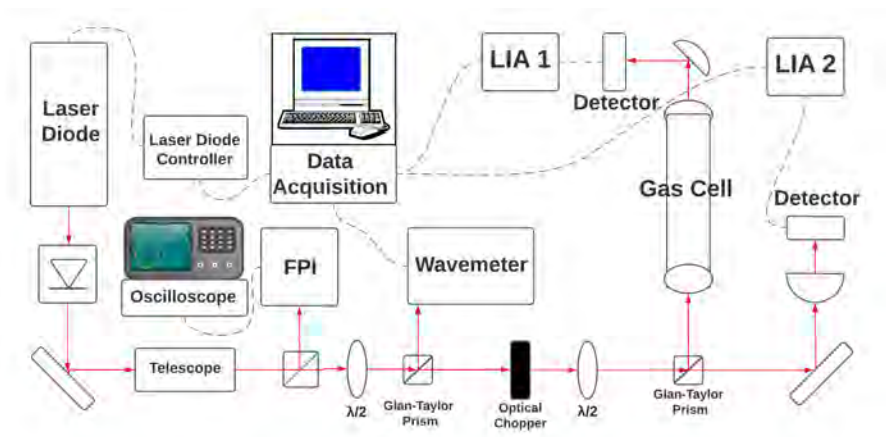 Laser
Diode
Laser Diode
Controller
Data
Acquisition
LIA 1
Detector
LIA 2
Gas Cell
Detector
Oscilloscope
FPI
Wavemeter
Telescope
λ/2
Glan-Taylor
Prism
Optical
Chopper
λ/2
Glan-Taylor
Prism